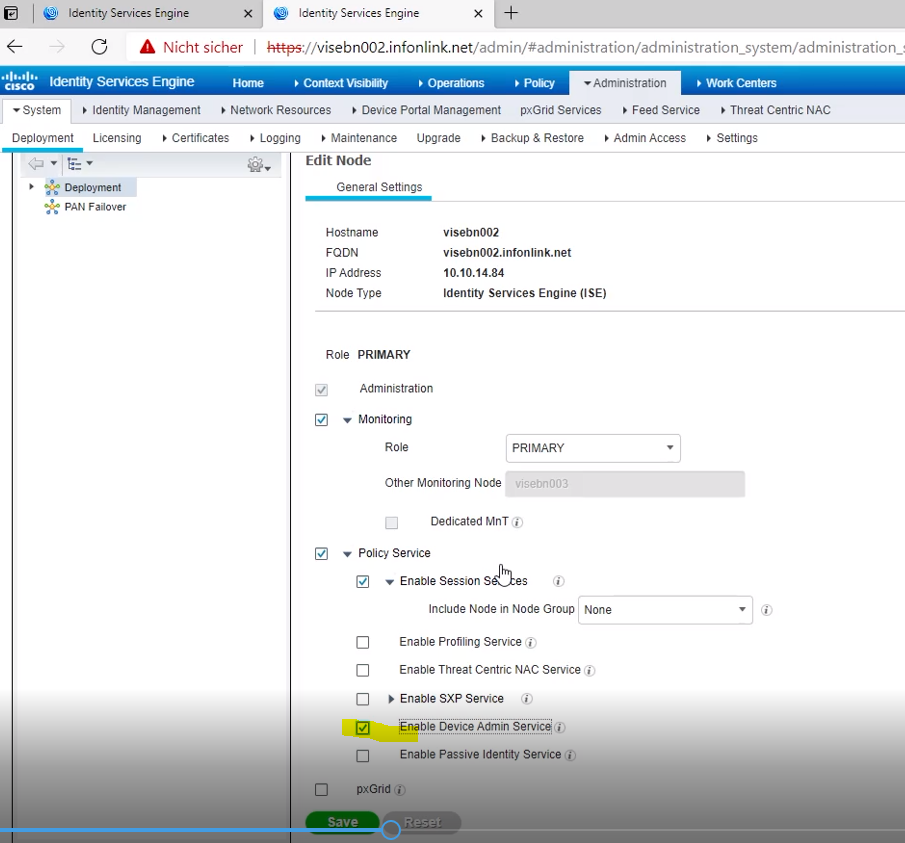 Identity Services Engine
Identity Services Engine
Nicht sicher https://visebn002.infonlink.net/admin/#administration/administration_system/administration_s
cisco Identity Services Engine Home Context Visibility Operations Policy Administration Work Centers
System Identity Management Network Resources Device Portal Management pxGrid Services Feed Service Threat Centric NAC
Deployment Licensing Certificates Logging Maintenance Upgrade Backup & Restore Admin Access Settings
Deployment
PAN Failover
Edit Node
General Settings
Hostname visebn002
FQDN visebn002.infonlink.net
IP Address 10.10.14.84
Node Type Identity Services Engine (ISE)
Role PRIMARY
Administration
Monitoring
Role PRIMARY
Other Monitoring Node visebn003
Dedicated MnT
Policy Service
Enable Session Services
Include Node in Node Group None
Enable Profiling Service
Enable Threat Centric NAC Service
Enable SXP Service
Enable Device Admin Service
Enable Passive Identity Service
pxGrid
Save Reset